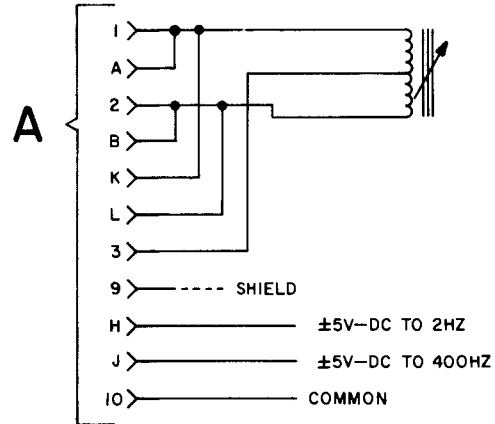 A
1
A
2
B
K
L
3
9 ---- SHIELD
H ±5V–DC TO 2HZ
J ±5V–DC TO 400HZ
10 COMMON